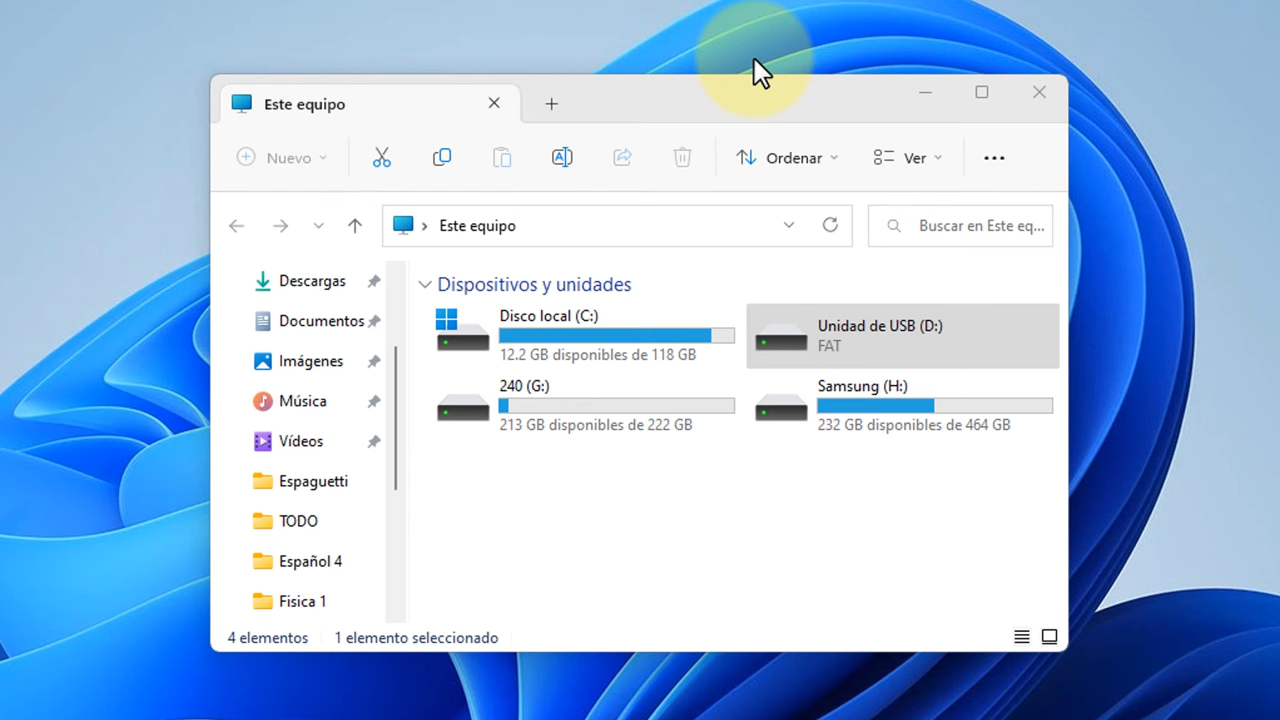 Este equipo
Nuevo
Ordenar
Ver
Este equipo
Buscar en Este eq...
Descargas
Documentos
Imágenes
Música
Vídeos
Espaguetti
TODO
Español 4
Fisica 1
Dispositivos y unidades
Disco local (C:)
12.2 GB disponibles de 118 GB
Unidad de USB (D:)
FAT
240 (G:)
213 GB disponibles de 222 GB
Samsung (H:)
232 GB disponibles de 464 GB
4 elementos
1 elemento seleccionado